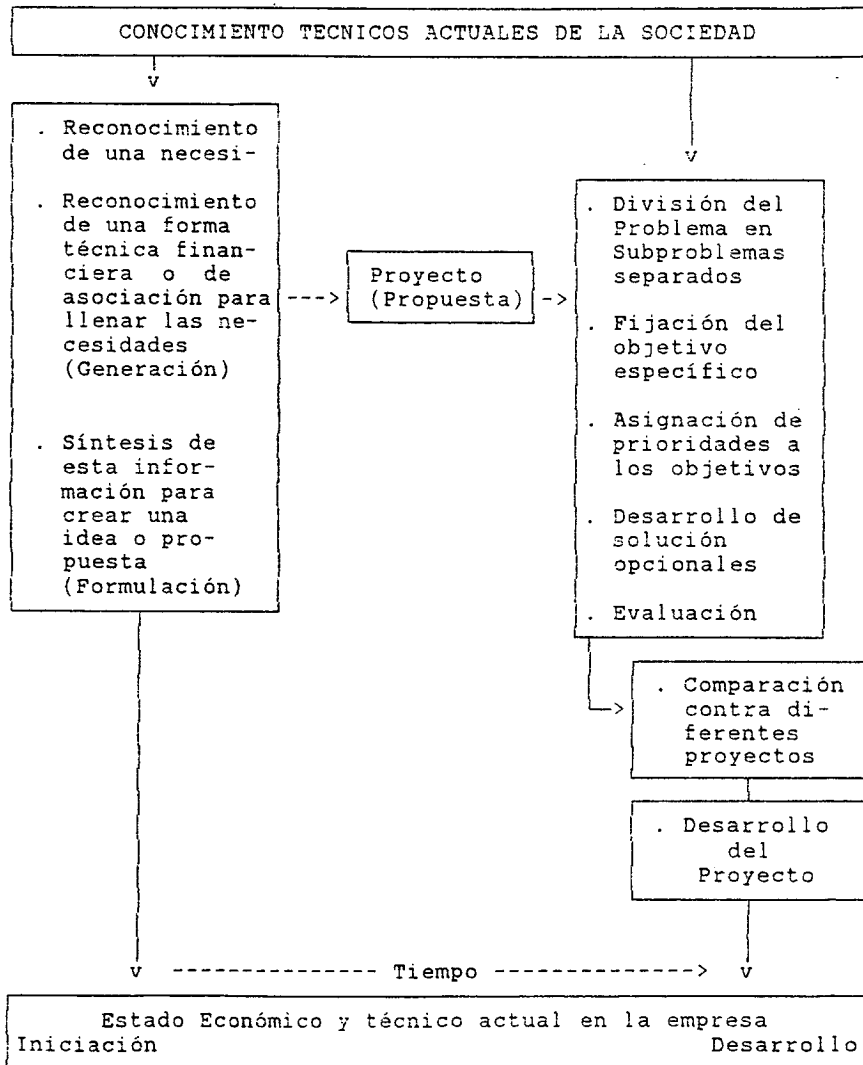 CONOCIMIENTO TECNICOS ACTUALES DE LA SOCIEDAD
. Reconocimiento
de una necesi-
. Reconocimiento
de una forma
técnica finan-
ciera o de
asociación para
llenar las ne-
cesidades
(Generación)
. Síntesis de
esta infor-
mación para
crear una
idea o pro-
puesta
(Formulación)
Proyecto
(Propuesta)
. División del
Problema en
Subproblemas
separados
. Fijación del
objetivo
específico
. Asignación de
prioridades a
los objetivos
. Desarrollo de
solución
opcionales
. Evaluación
. Comparación
contra di-
ferentes
proyectos
. Desarrollo
del
Proyecto
Tiempo
Estado Económico y técnico actual en la empresa
Iniciación Desarrollo